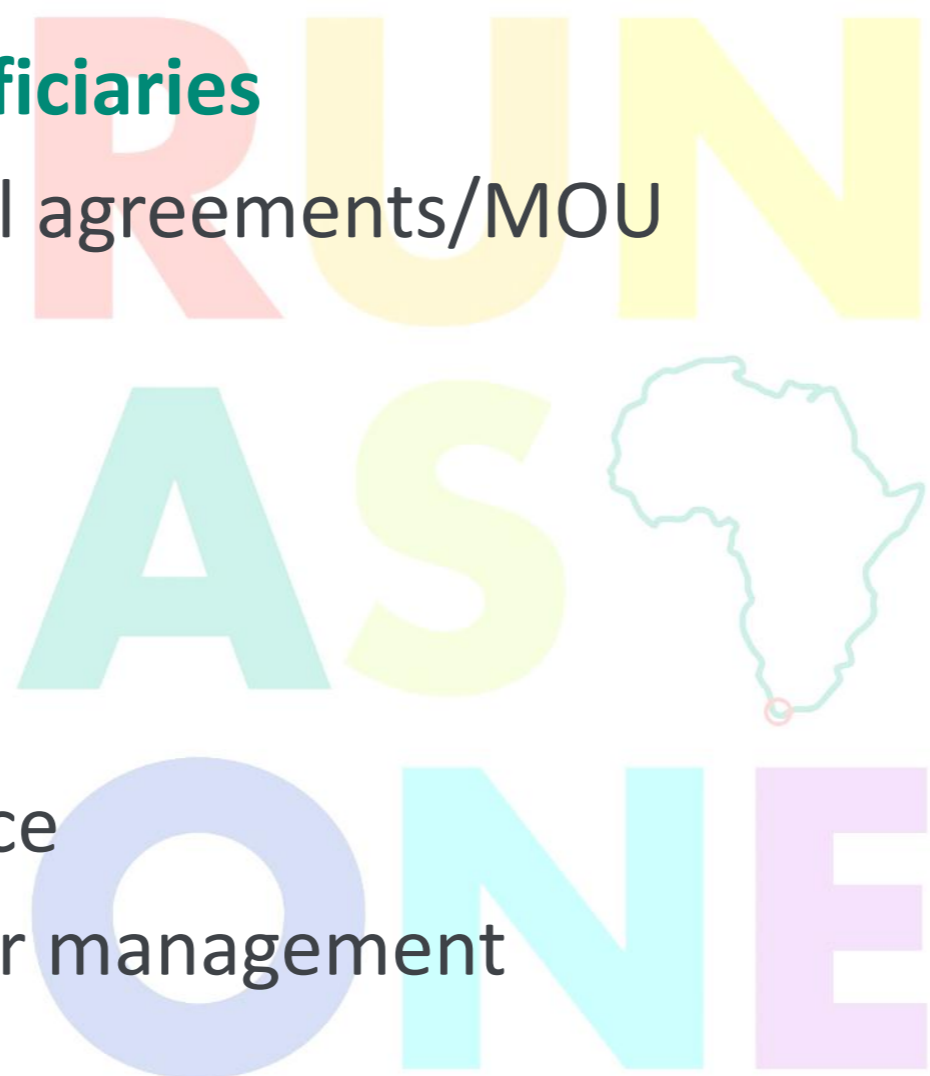 ficiaries
l agreements/MOU
ce
r management
RUN
AS
ONE